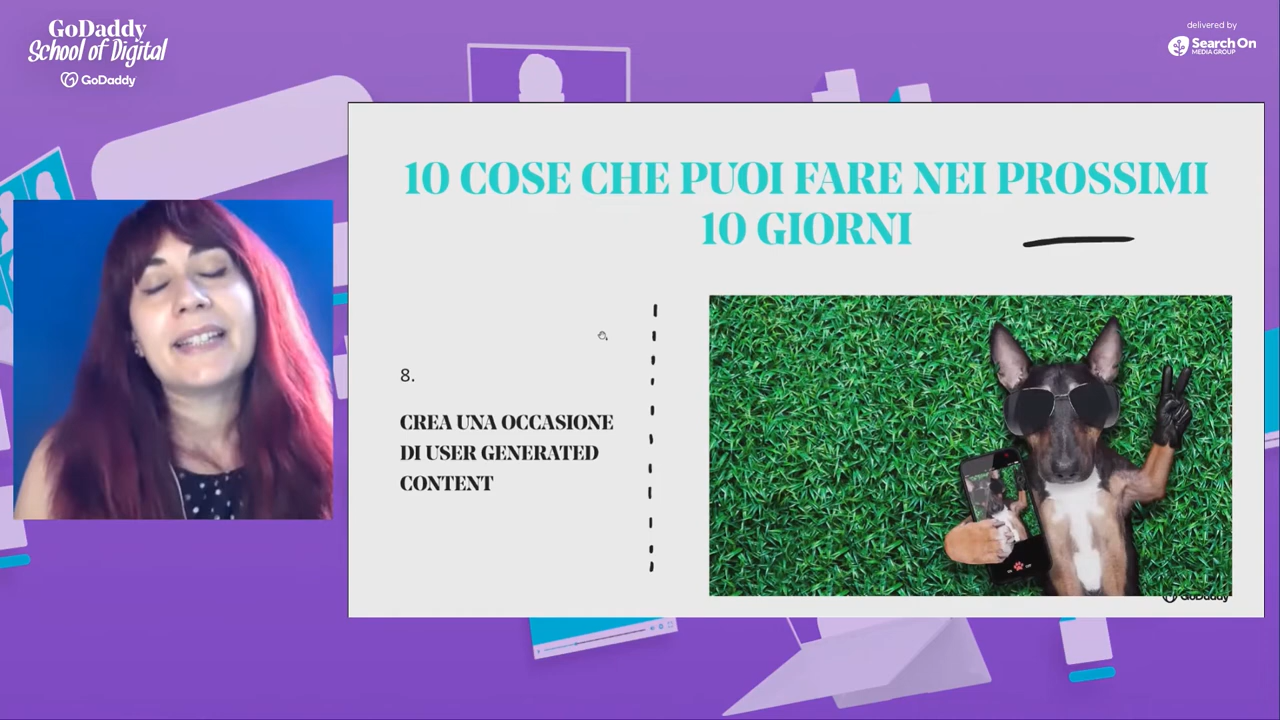 GoDaddy
School of Digital
GoDaddy
delivered by
Search On
MEDIA GROUP
10 COSE CHE PUOI FARE NEI PROSSIMI
10 GIORNI
8.
CREA UNA OCCASIONE
DI USER GENERATED
CONTENT
GoDaddy